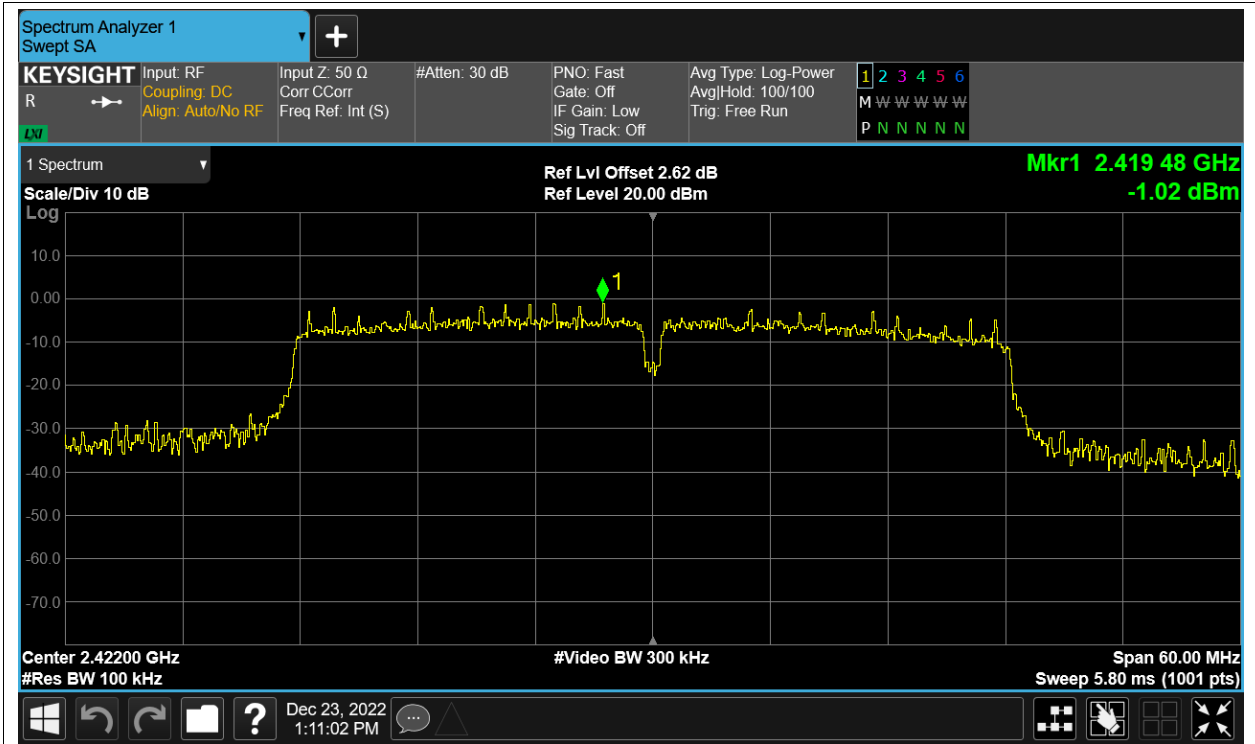 Spectrum Analyzer 1
Swept SA
KEYSIGHT
R
LXI
Input: RF
Coupling: DC
Align: Auto/No RF
Input Z: 50 Ω
Corr CCorr
Freq Ref: Int (S)
#Atten: 30 dB
PNO: Fast
Gate: Off
IF Gain: Low
Sig Track: Off
Avg Type: Log-Power
Avg|Hold: 100/100
Trig: Free Run
1 2 3 4 5 6
M W W W W W
P N N N N N
1 Spectrum
Scale/Div 10 dB
Ref Lvl Offset 2.62 dB
Ref Level 20.00 dBm
Mkr1 2.419 48 GHz
-1.02 dBm
Log
10.0
0.00
-10.0
-20.0
-30.0
-40.0
-50.0
-60.0
-70.0
1
Center 2.42200 GHz
#Res BW 100 kHz
#Video BW 300 kHz
Span 60.00 MHz
Sweep 5.80 ms (1001 pts)
?
Dec 23, 2022
1:11:02 PM